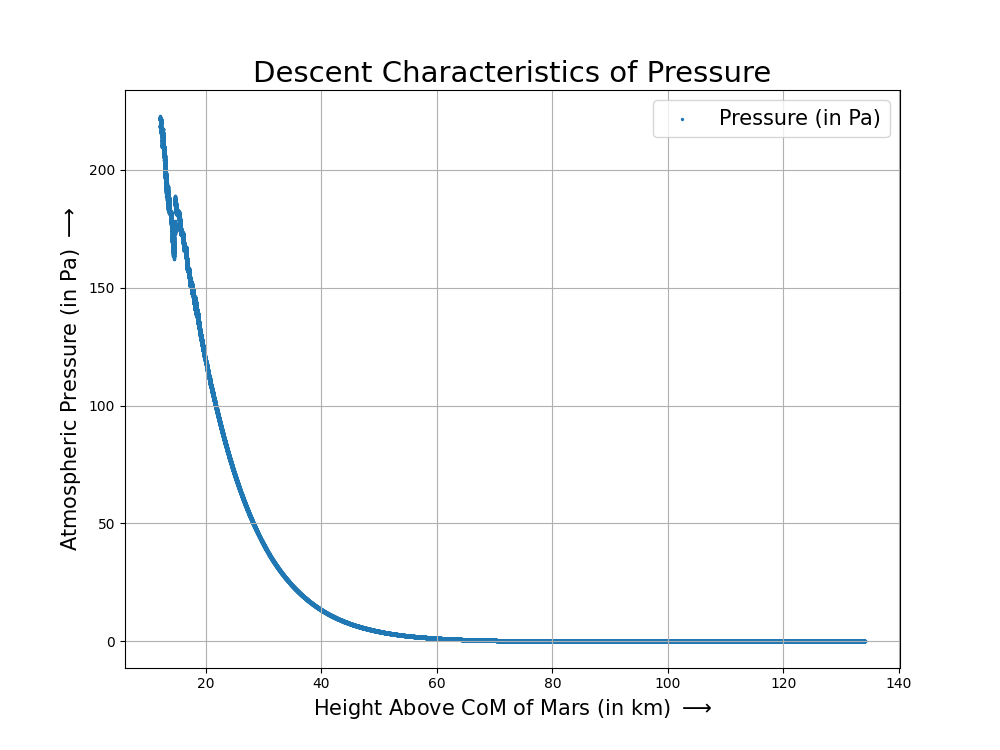 Descent Characteristics of Pressure
Pressure (in Pa)
Atmospheric Pressure (in Pa) ⟶
200
150
100
50
0
20 40 60 80 100 120 140
Height Above CoM of Mars (in km) ⟶